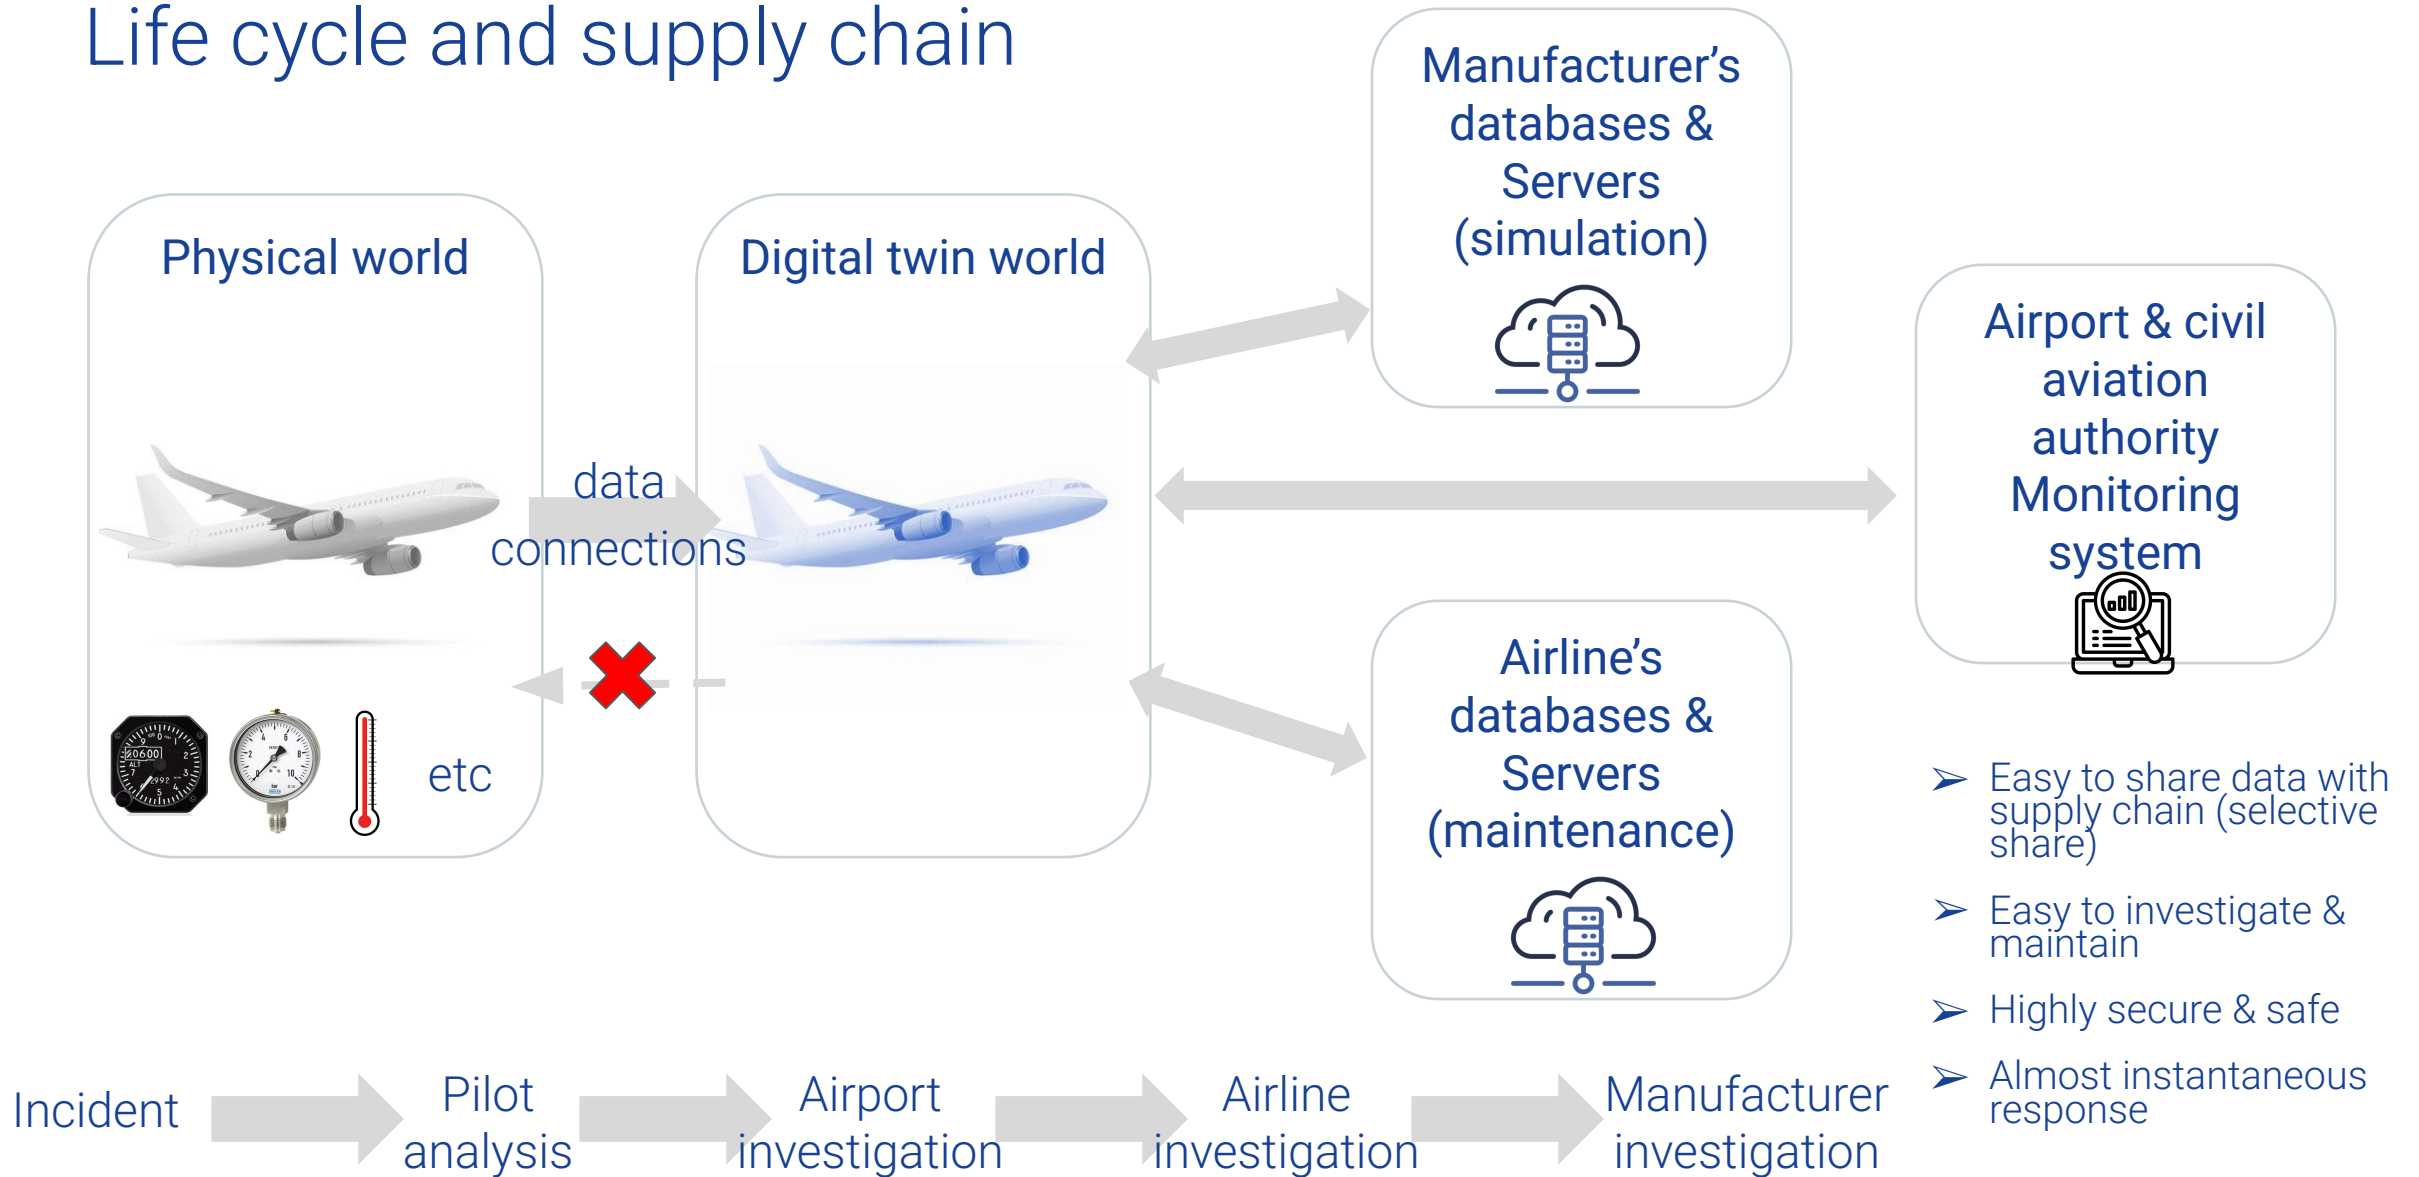 Life cycle and supply chain
Manufacturer's
databases &
Servers
(simulation)
Physical world
Digital twin world
Airport & civil
aviation
authority
Monitoring
system
data
connections
etc
Airline's
databases &
Servers
(maintenance)
➢ Easy to share data with
supply chain (selective
share)
➢ Easy to investigate &
maintain
➢ Highly secure & safe
➢ Almost instantaneous
response
Incident
Pilot
analysis
Airport
investigation
Airline
investigation
Manufacturer
investigation